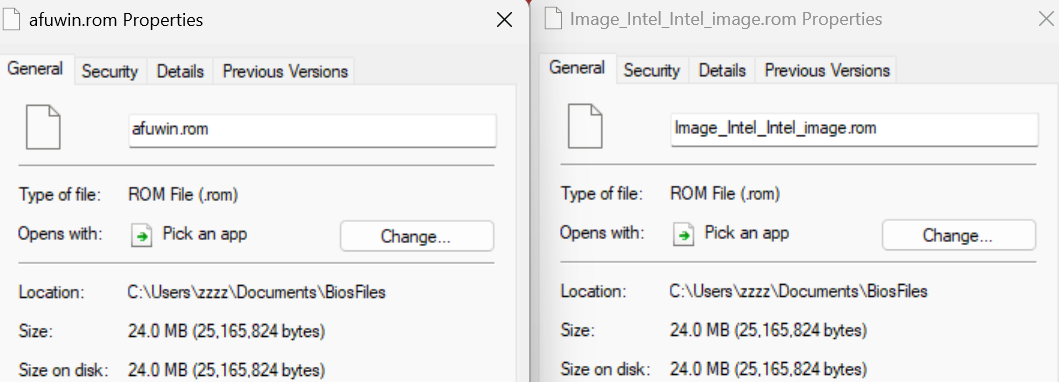 afuwin.rom Properties
General Security Details Previous Versions
afuwin.rom
Type of file: ROM File (.rom)
Opens with: Pick an app Change...
Location: C:\Users\zzzz\Documents\BiosFiles
Size: 24.0 MB (25,165,824 bytes)
Size on disk: 24.0 MB (25,165,824 bytes)
Image_Intel_Intel_image.rom Properties
General Security Details Previous Versions
Image_Intel_Intel_image.rom
Type of file: ROM File (.rom)
Opens with: Pick an app Change...
Location: C:\Users\zzzz\Documents\BiosFiles
Size: 24.0 MB (25,165,824 bytes)
Size on disk: 24.0 MB (25,165,824 bytes)